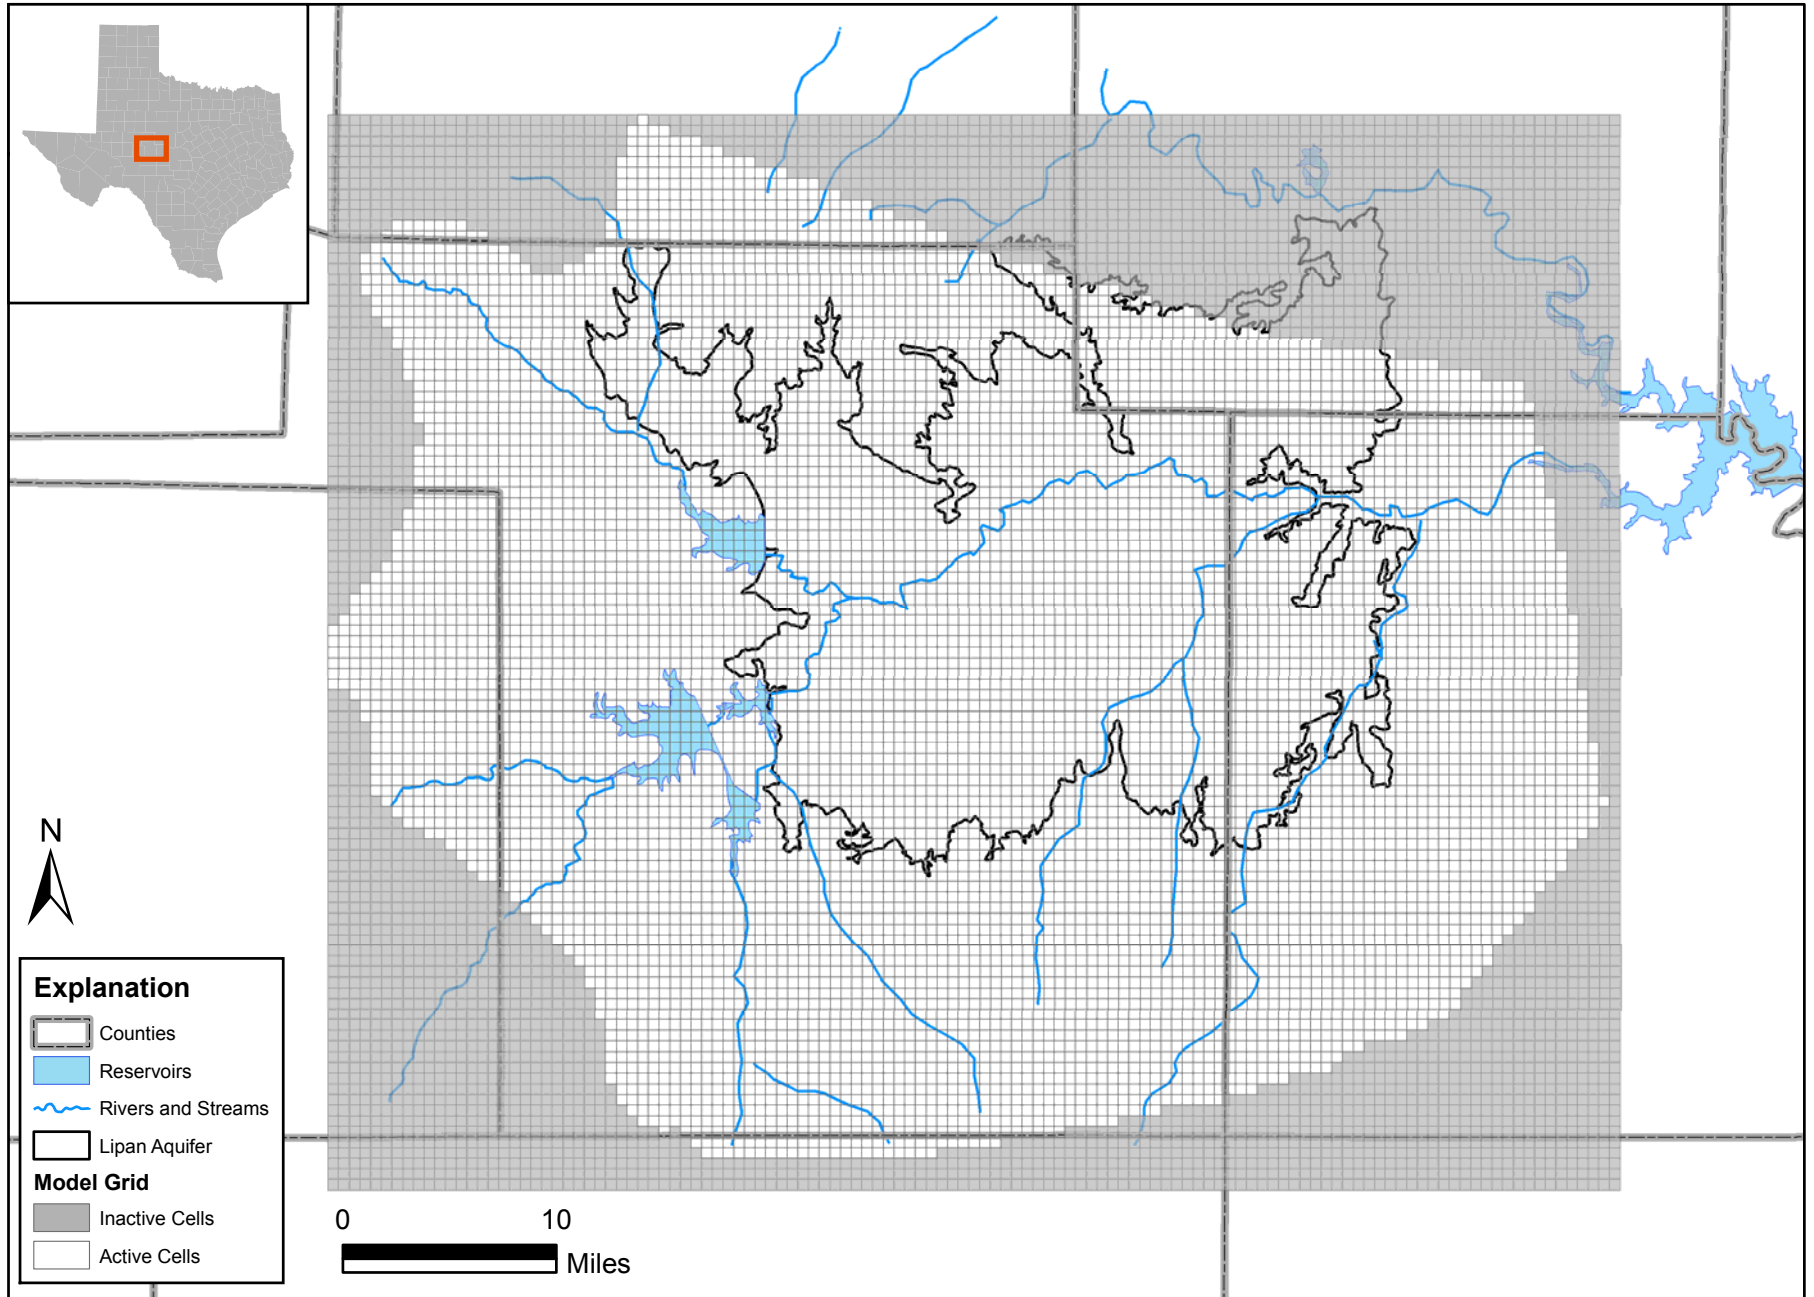 N
Explanation
Counties
Reservoirs
Rivers and Streams
Lipan Aquifer
Model Grid
Inactive Cells
Active Cells
0 10
Miles